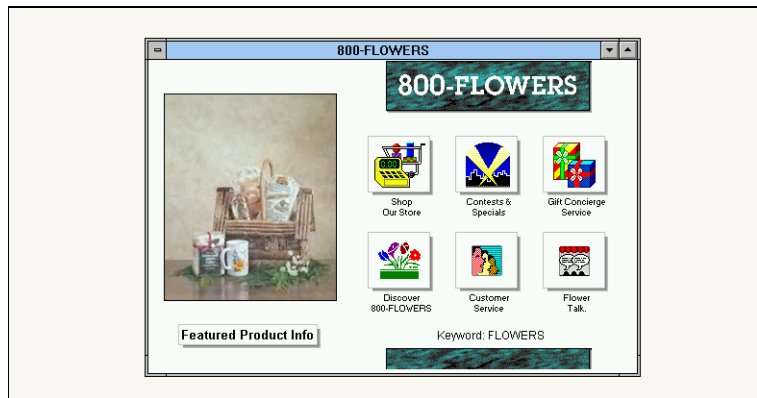 800-FLOWERS
800-FLOWERS
Shop
Our Store
Contests &
Specials
Gift Concierge
Service
Discover
800-FLOWERS
Customer
Service
Flower
Talk.
Featured Product Info
Keyword: FLOWERS